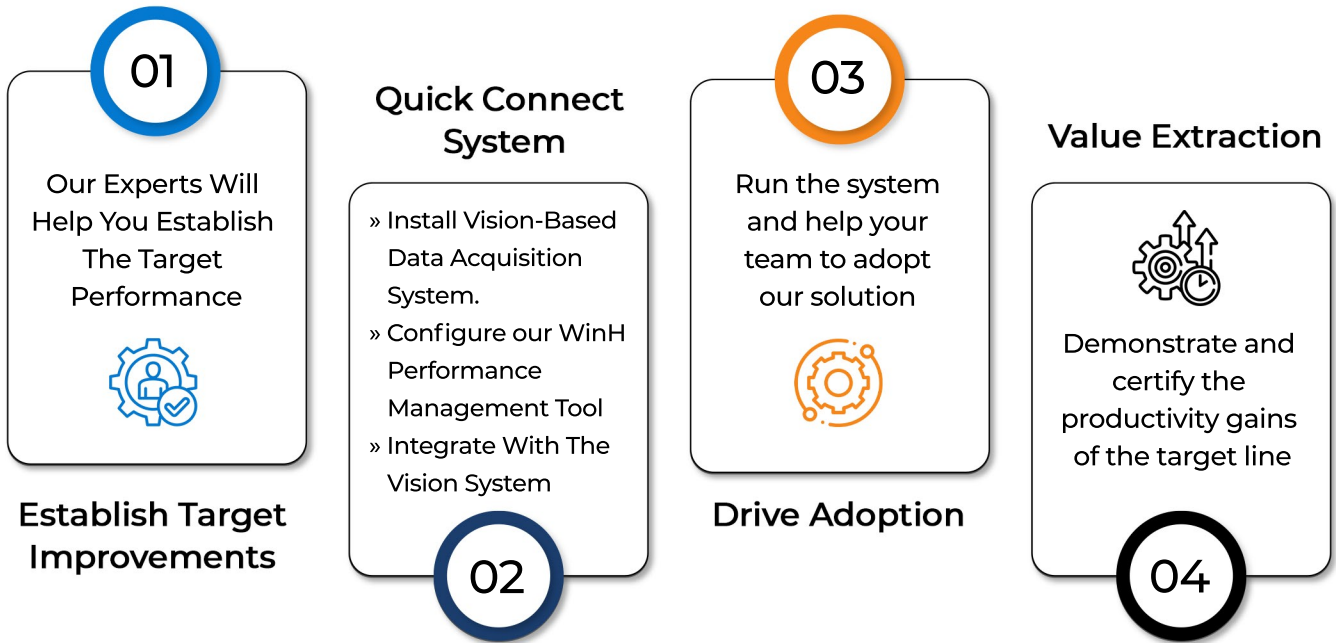 01
Our Experts Will
Help You Establish
The Target
Performance
Establish Target
Improvements
Quick Connect
System
» Install Vision-Based
Data Acquisition
System.
» Configure our WinH
Performance
Management Tool
» Integrate With The
Vision System
02
03
Run the system
and help your
team to adopt
our solution
Drive Adoption
Value Extraction
Demonstrate and
certify the
productivity gains
of the target line
04